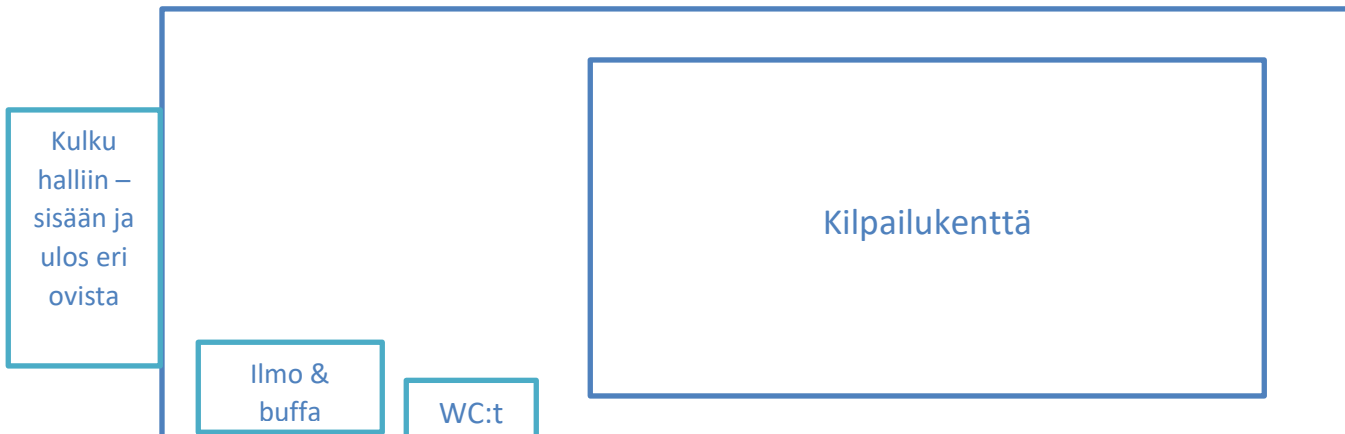 Kulku
halliin –
sisään ja
ulos eri
ovista
Kilpailukenttä
Ilmo &
buffa
WC:t